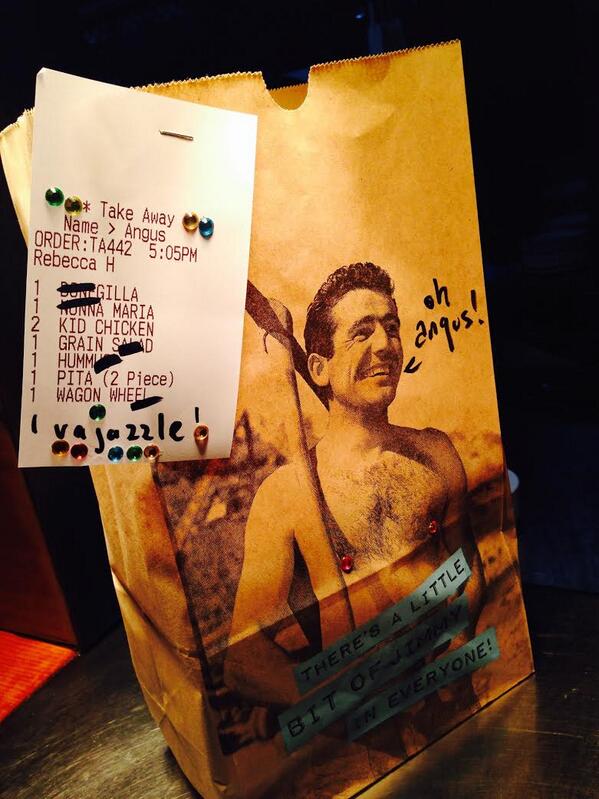 * Take Away
Name > Angus
ORDER:TA442 5:05PM
Rebecca H
1 GILLA
1 NONNA MARIA
2 KID CHICKEN
1 GRAIN SALAD
1 HUMMUS
1 PITA (2 Piece)
1 WAGON WHEEL
1 vajazzle!
oh
angus!
THERE'S A LITTLE
BIT OF JIMMY
IN EVERYONE!